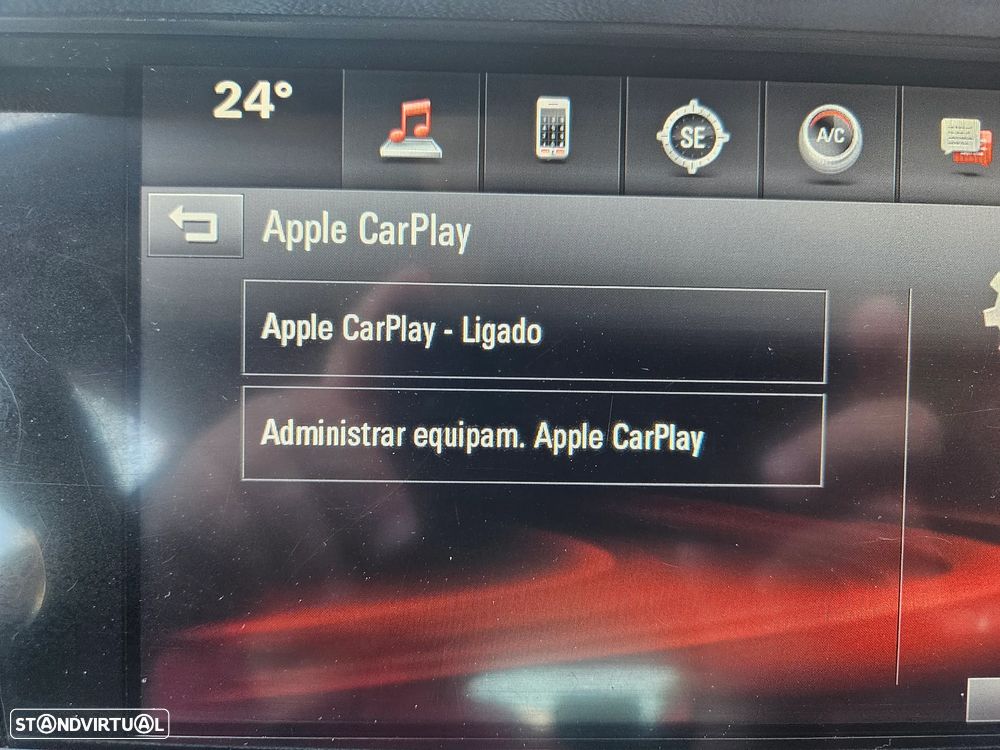 24°
SE
A/C
Apple CarPlay
Apple CarPlay - Ligado
Administrar equipam. Apple CarPlay
STANDVIRTUAL